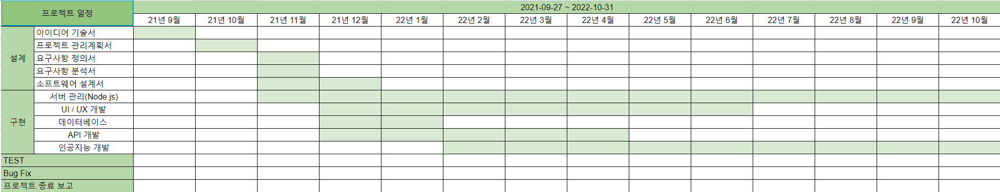 프로젝트 일정
2021-09-27 ~ 2022-10-31
21년 9월 21년 10월 21년 11월 21년 12월 22년 1월 22년 2월 22년 3월 22년 4월 22년 5월 22년 6월 22년 7월 22년 8월 22년 9월 22년 10월
설계
아이디어 기술서
프로젝트 관리계획서
요구사항 정의서
요구사항 분석서
소프트웨어 설계서
구현
서버 관리(Node.js)
UI / UX 개발
데이터베이스
API 개발
인공지능 개발
TEST
Bug Fix
프로젝트 종료 보고